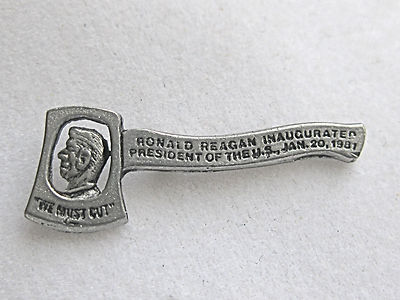 RONALD REAGAN INAUGURATED
PRESIDENT OF THE U.S., JAN. 20, 1981
"WE MUST CUT"